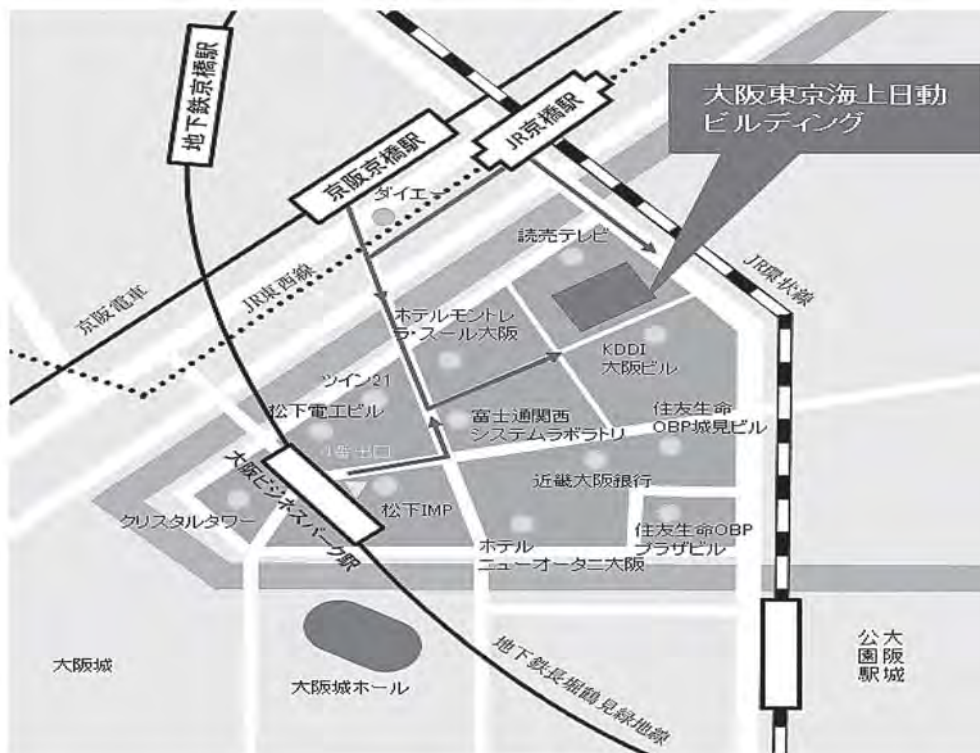 地下鉄京橋駅
京阪京橋駅
JR京橋駅
大阪東京海上日動
ビルディング
ダイエー
読売テレビ
京阪電車
JR東西線
JR環状線
ホテルモントレ
ラ・スール大阪
KDDI
大阪ビル
ツイン21
松下電工ビル
富士通関西
システムラボラトリ
住友生命
OBP城見ビル
4番出口
近畿大阪銀行
大阪ビジネスパーク駅
クリスタルタワー
松下IMP
ホテル
ニューオータニ大阪
住友生命OBP
プラザビル
大阪城
大阪城ホール
地下鉄長堀鶴見緑地線
大阪城
公園駅